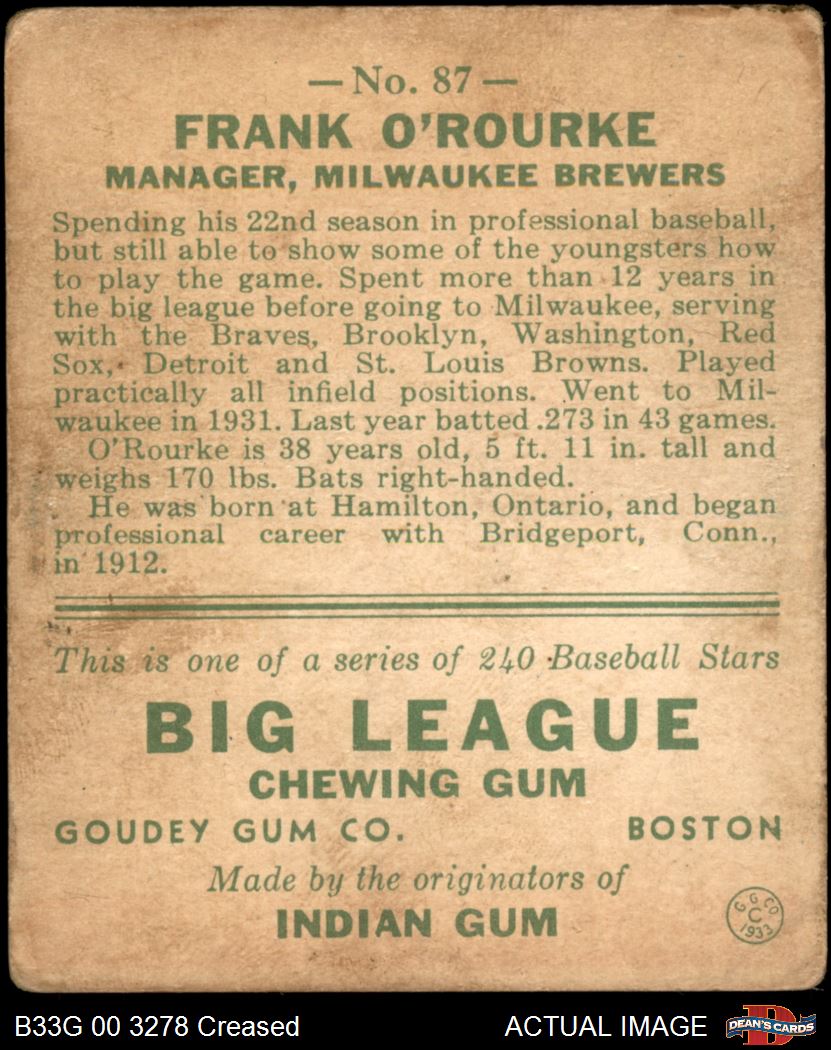 — No. 87 —
FRANK O'ROURKE
MANAGER, MILWAUKEE BREWERS
Spending his 22nd season in professional baseball,
but still able to show some of the youngsters how
to play the game. Spent more than 12 years in
the big league before going to Milwaukee, serving
with the Braves, Brooklyn, Washington, Red
Sox, Detroit and St. Louis Browns. Played
practically all infield positions. Went to Mil-
waukee in 1931. Last year batted .273 in 43 games.
O'Rourke is 38 years old, 5 ft. 11 in. tall and
weighs 170 lbs. Bats right-handed.
He was born at Hamilton, Ontario, and began
professional career with Bridgeport, Conn.,
in 1912.
This is one of a series of 240 Baseball Stars
BIG LEAGUE
CHEWING GUM
GOUDEY GUM CO. BOSTON
Made by the originators of
INDIAN GUM
G G CO
C
1933
B33G 00 3278 Creased ACTUAL IMAGE
D
DEAN'S CARDS